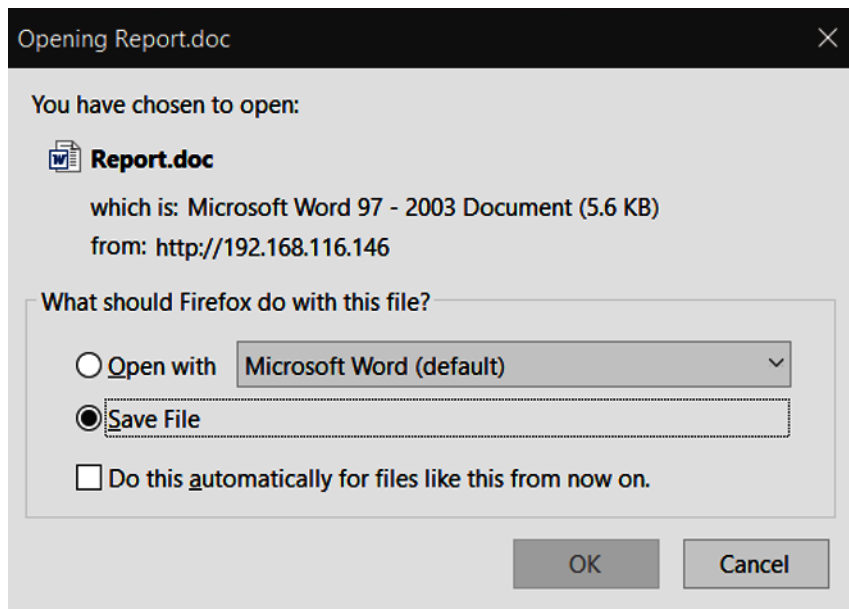 Opening Report.doc
You have chosen to open:
Report.doc
which is: Microsoft Word 97 - 2003 Document (5.6 KB)
from: http://192.168.116.146
What should Firefox do with this file?
Open with Microsoft Word (default)
Save File
Do this automatically for files like this from now on.
OK Cancel